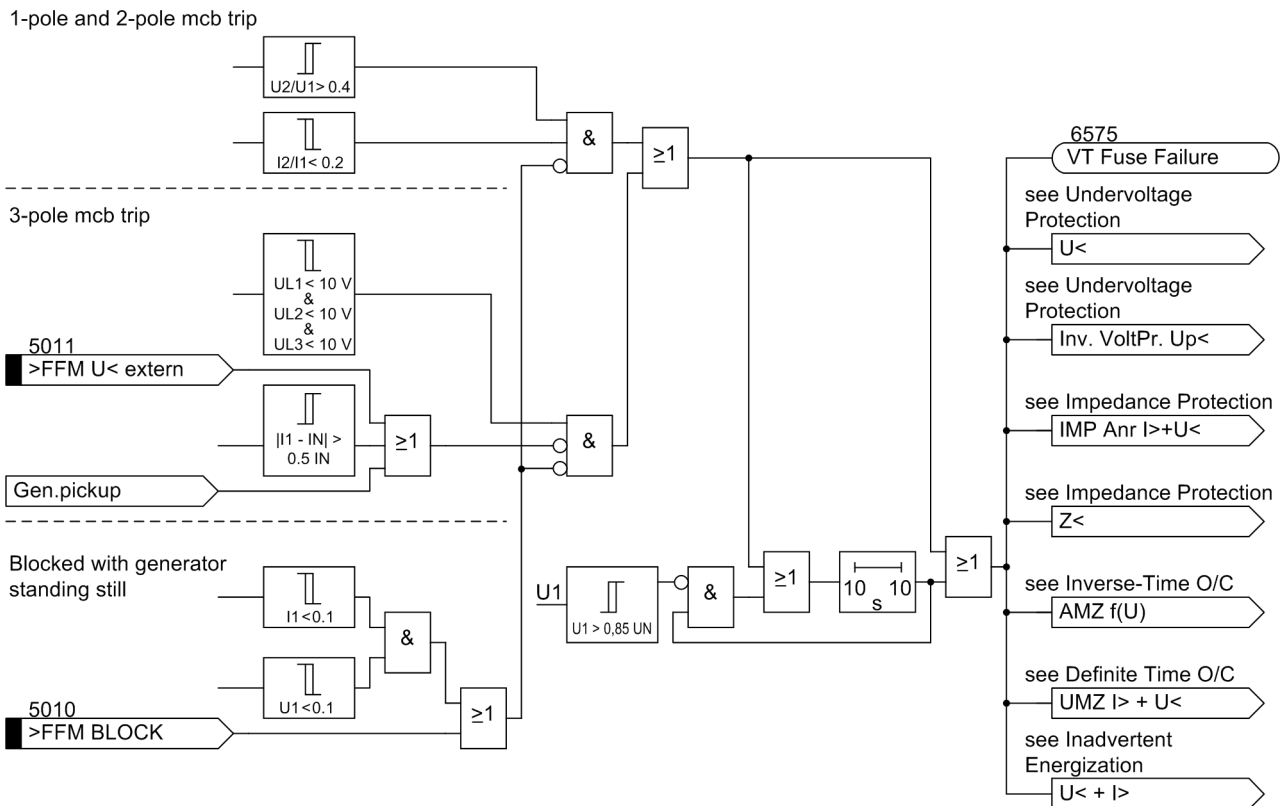 1-pole and 2-pole mcb trip
U2/U1> 0.4
I2/I1< 0.2
&
≥1
3-pole mcb trip
UL1< 10 V
&
UL2< 10 V
&
UL3< 10 V
5011
>FFM U< extern
|I1 - IN| >
0.5 IN
≥1
&
Gen.pickup
Blocked with generator
standing still
I1<0.1
U1<0.1
&
5010
>FFM BLOCK
≥1
U1
U1 > 0,85 UN
&
≥1
10 10
s
≥1
6575
VT Fuse Failure
see Undervoltage
Protection
U<
see Undervoltage
Protection
Inv. VoltPr. Up<
see Impedance Protection
IMP Anr I>+U<
see Impedance Protection
Z<
see Inverse-Time O/C
AMZ f(U)
see Definite Time O/C
UMZ I> + U<
see Inadvertent
Energization
U< + I>